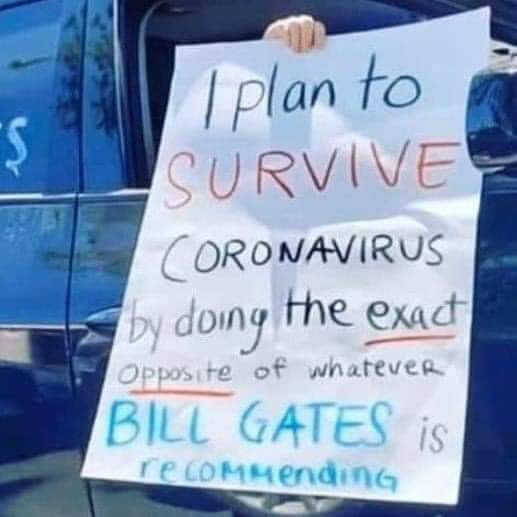 I plan to
SURVIVE
CORONAVIRUS
by doing the exact
opposite of whatever
BILL GATES is
recommending